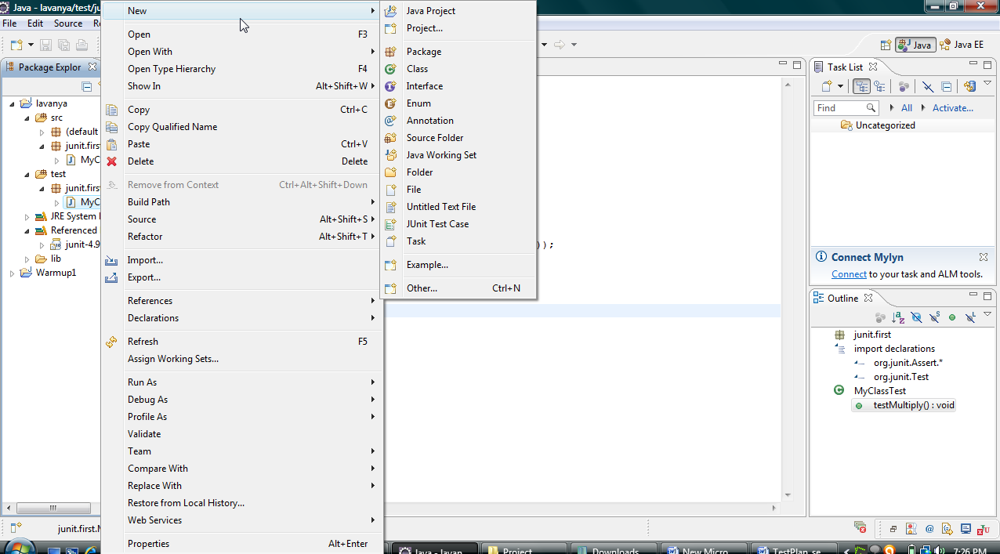 Java - lavanya/test/ju
File Edit Source Re
Java
Java EE
Package Explor
lavanya
src
(default
junit.firs
MyC
test
junit.firs
MyC
JRE System
Referenced
junit-4.9
lib
Warmup1
New
Open F3
Open With
Open Type Hierarchy F4
Show In Alt+Shift+W
Copy Ctrl+C
Copy Qualified Name
Paste Ctrl+V
Delete Delete
Remove from Context Ctrl+Alt+Shift+Down
Build Path
Source Alt+Shift+S
Refactor Alt+Shift+T
Import...
Export...
References
Declarations
Refresh F5
Assign Working Sets...
Run As
Debug As
Profile As
Validate
Team
Compare With
Replace With
Restore from Local History...
Web Services
Properties Alt+Enter
Java Project
Project...
Package
Class
Interface
Enum
Annotation
Source Folder
Java Working Set
Folder
File
Untitled Text File
JUnit Test Case
Task
Example...
Other... Ctrl+N
));
Task List
Find
All
Activate...
Uncategorized
Connect Mylyn
Connect to your task and ALM tools.
Outline
junit.first
import declarations
org.junit.Assert.*
org.junit.Test
MyClassTest
testMultiply() : void
junit.first.M
Java - lavan...
Project
Downloads
New Micro...
TestPlan_se...
7:26 PM